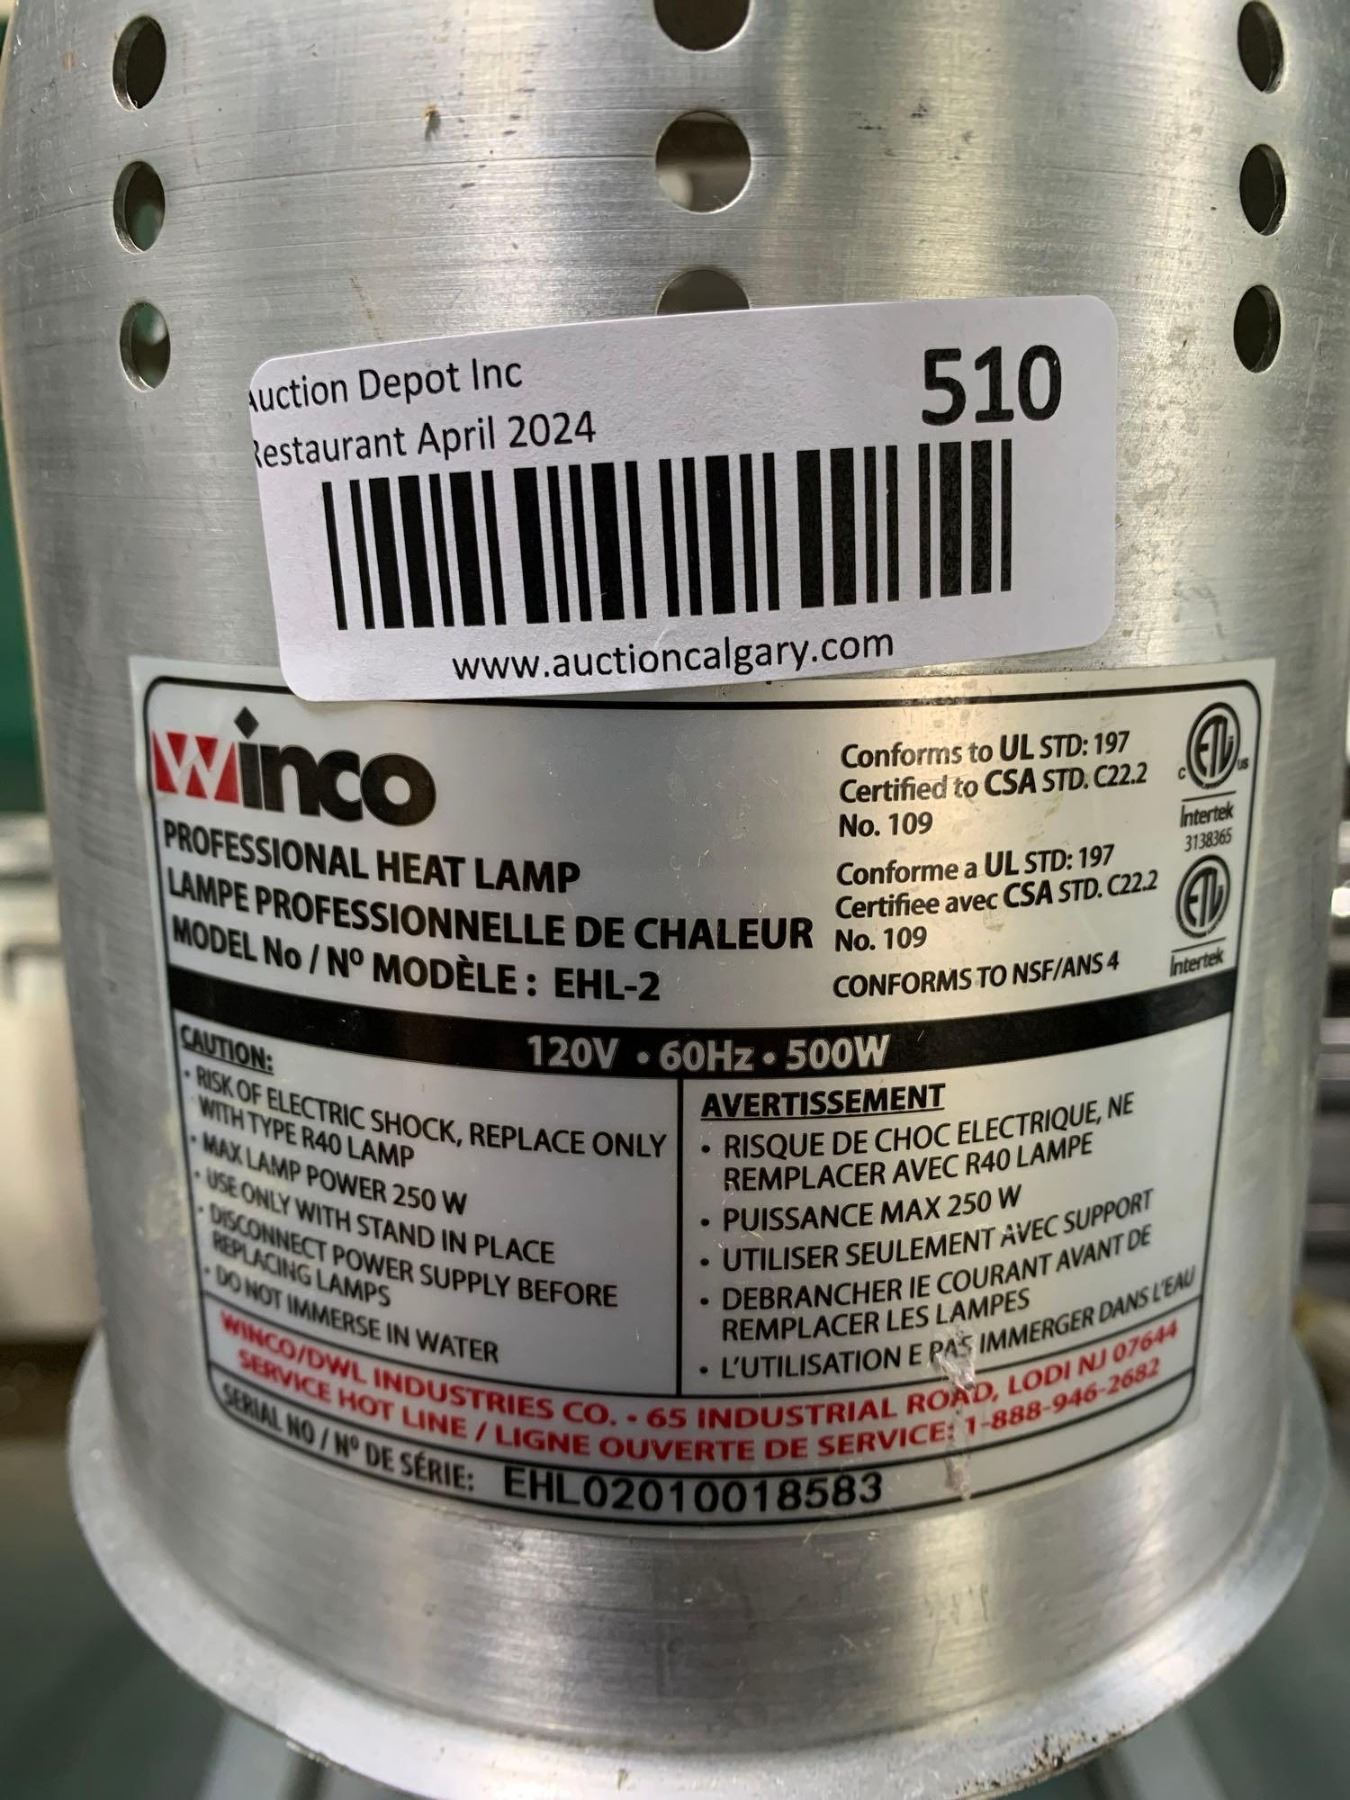 Auction Depot Inc
Restaurant April 2024
510
www.auctioncalgary.com
Winco
PROFESSIONAL HEAT LAMP
LAMPE PROFESSIONNELLE DE CHALEUR
MODEL No / Nº MODÈLE : EHL-2
Conforms to UL STD: 197
Certified to CSA STD. C22.2
No. 109
Conforme a UL STD: 197
Certifiee avec CSA STD. C22.2
No. 109
CONFORMS TO NSF/ANS 4
C ETL US
Intertek
3138365
ETL
Intertek
120V • 60Hz • 500W
CAUTION:
• RISK OF ELECTRIC SHOCK, REPLACE ONLY
WITH TYPE R40 LAMP
• MAX LAMP POWER 250 W
• USE ONLY WITH STAND IN PLACE
• DISCONNECT POWER SUPPLY BEFORE
REPLACING LAMPS
• DO NOT IMMERSE IN WATER
AVERTISSEMENT
• RISQUE DE CHOC ELECTRIQUE, NE
REMPLACER AVEC R40 LAMPE
• PUISSANCE MAX 250 W
• UTILISER SEULEMENT AVEC SUPPORT
• DEBRANCHER IE COURANT AVANT DE
REMPLACER LES LAMPES
• L'UTILISATION E PAS IMMERGER DANS L'EAU
WINCO/DWL INDUSTRIES CO. • 65 INDUSTRIAL ROAD, LODI NJ 07644
SERVICE HOT LINE / LIGNE OUVERTE DE SERVICE: 1-888-946-2682
SERIAL NO / Nº DE SÉRIE: EHL02010018583